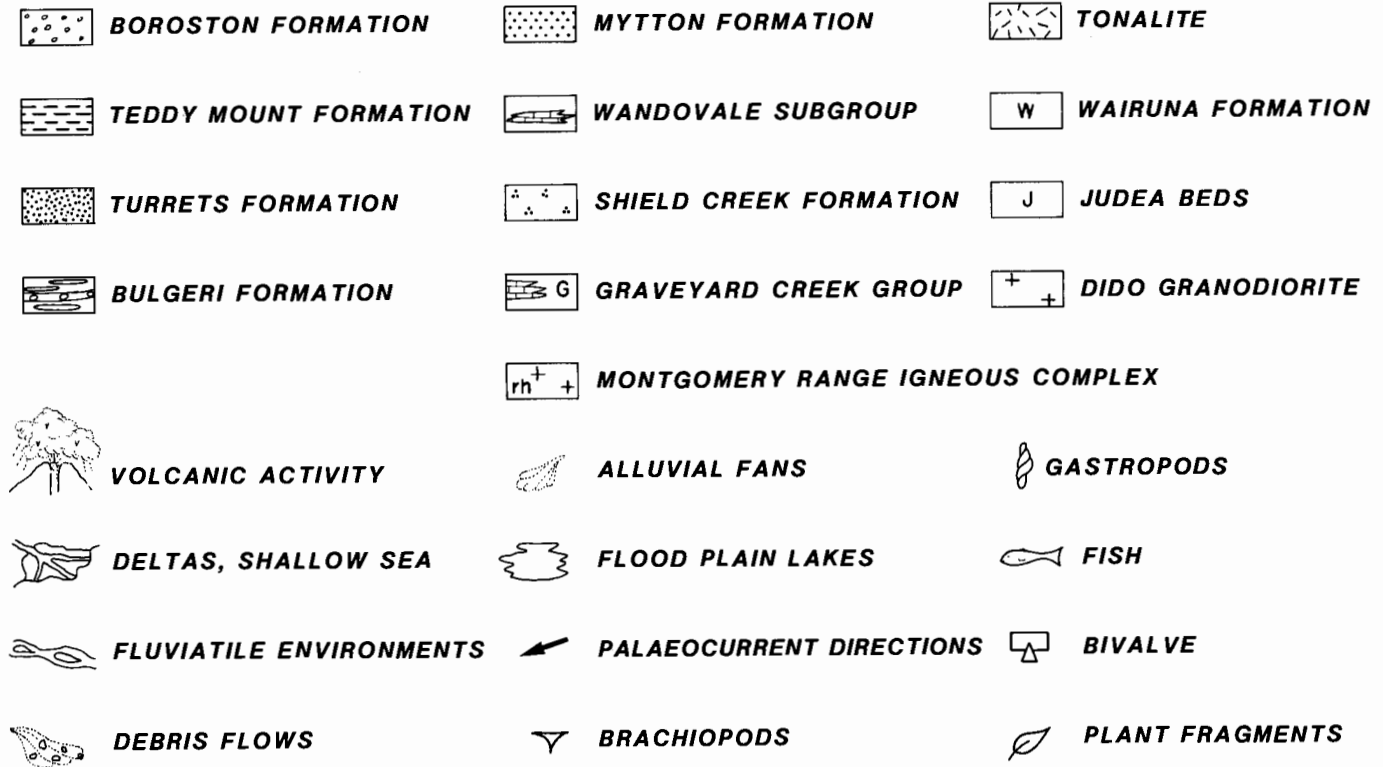 BOROSTON FORMATION
MYTTON FORMATION
TONALITE
TEDDY MOUNT FORMATION
WANDOVALE SUBGROUP
W
WAIRUNA FORMATION
TURRETS FORMATION
SHIELD CREEK FORMATION
J
JUDEA BEDS
BULGERI FORMATION
G
GRAVEYARD CREEK GROUP
DIDO GRANODIORITE
rh
MONTGOMERY RANGE IGNEOUS COMPLEX
VOLCANIC ACTIVITY
ALLUVIAL FANS
GASTROPODS
DELTAS, SHALLOW SEA
FLOOD PLAIN LAKES
FISH
FLUVIATILE ENVIRONMENTS
PALAEOCURRENT DIRECTIONS
BIVALVE
DEBRIS FLOWS
BRACHIOPODS
PLANT FRAGMENTS